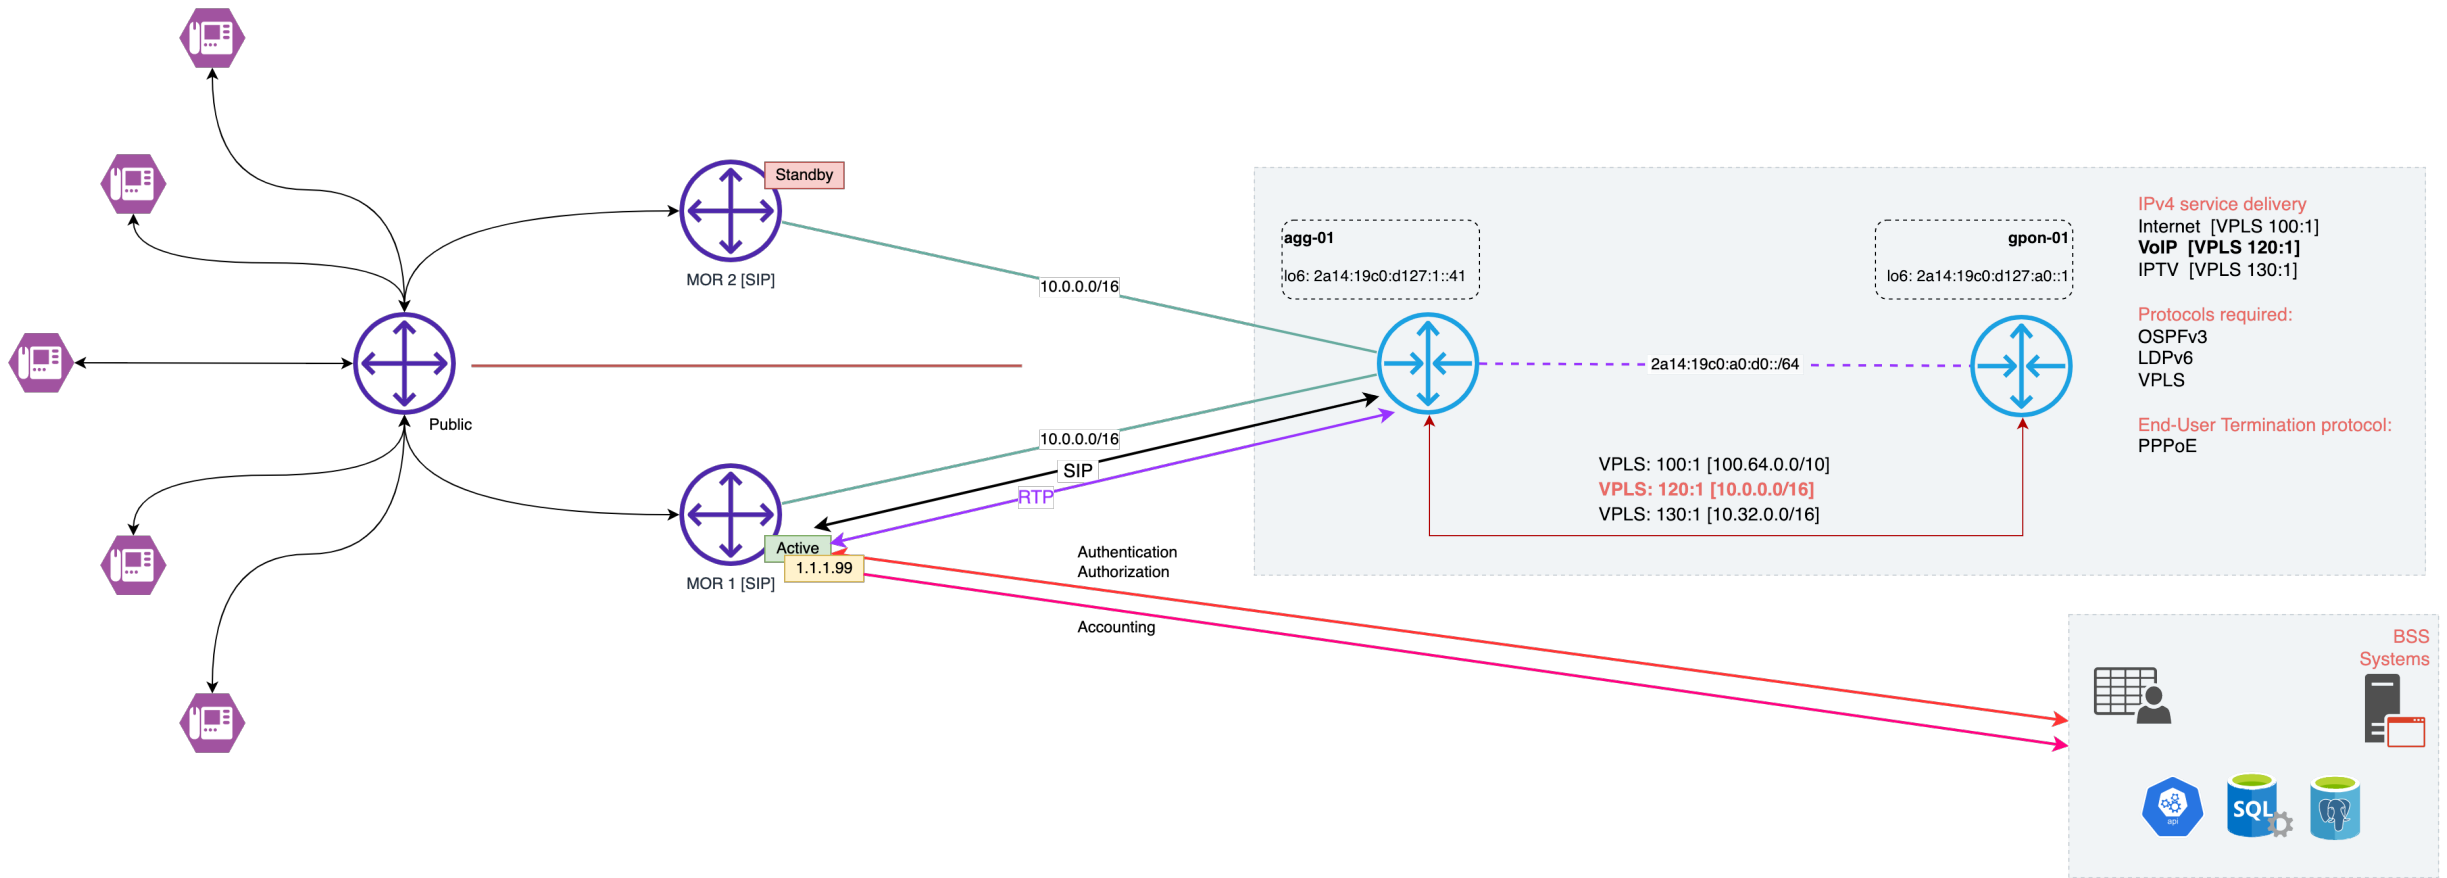 Standby
MOR 2 [SIP]
10.0.0.0/16
agg-01
lo6: 2a14:19c0:d127:1::41
gpon-01
lo6: 2a14:19c0:d127:a0::1
IPv4 service delivery
Internet [VPLS 100:1]
VoIP [VPLS 120:1]
IPTV [VPLS 130:1]
Protocols required:
OSPFv3
LDPv6
VPLS
End-User Termination protocol:
PPPoE
2a14:19c0:a0:d0::/64
Public
10.0.0.0/16
SIP
RTP
VPLS: 100:1 [100.64.0.0/10]
VPLS: 120:1 [10.0.0.0/16]
VPLS: 130:1 [10.32.0.0/16]
Active
1.1.1.99
MOR 1 [SIP]
Authentication
Authorization
Accounting
BSS
Systems
api
SQL